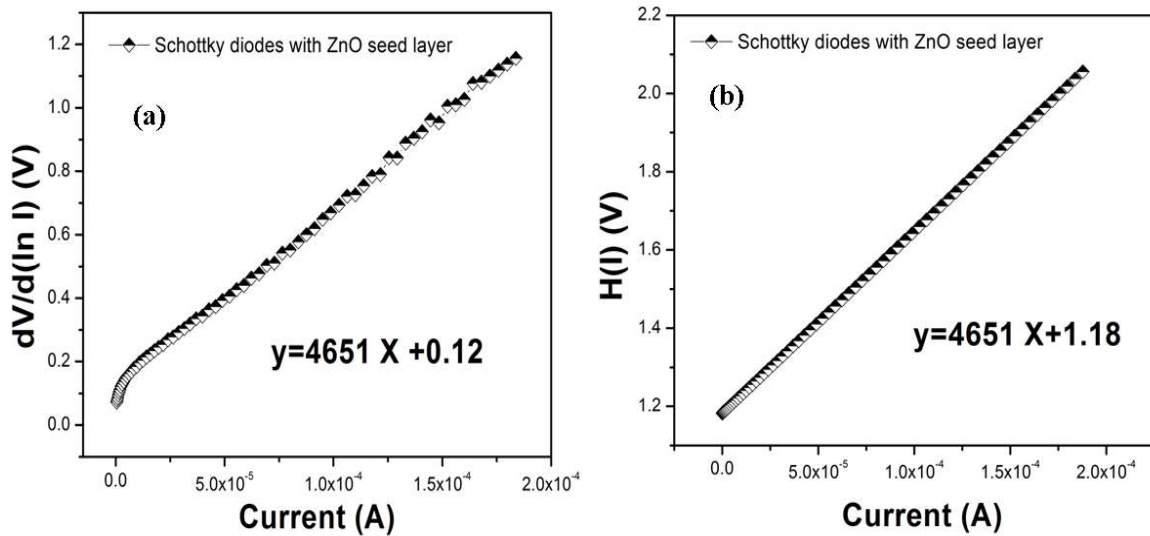 Schottky diodes with ZnO seed layer
(a)
dV/d(ln I) (V)
1.2
1.0
0.8
0.6
0.4
0.2
0.0
y=4651 X +0.12
0.0
5.0x10⁻⁵
1.0x10⁻⁴
1.5x10⁻⁴
2.0x10⁻⁴
Current (A)
Schottky diodes with ZnO seed layer
(b)
H(I) (V)
2.2
2.0
1.8
1.6
1.4
1.2
y=4651 X+1.18
0.0
5.0x10⁻⁵
1.0x10⁻⁴
1.5x10⁻⁴
2.0x10⁻⁴
Current (A)